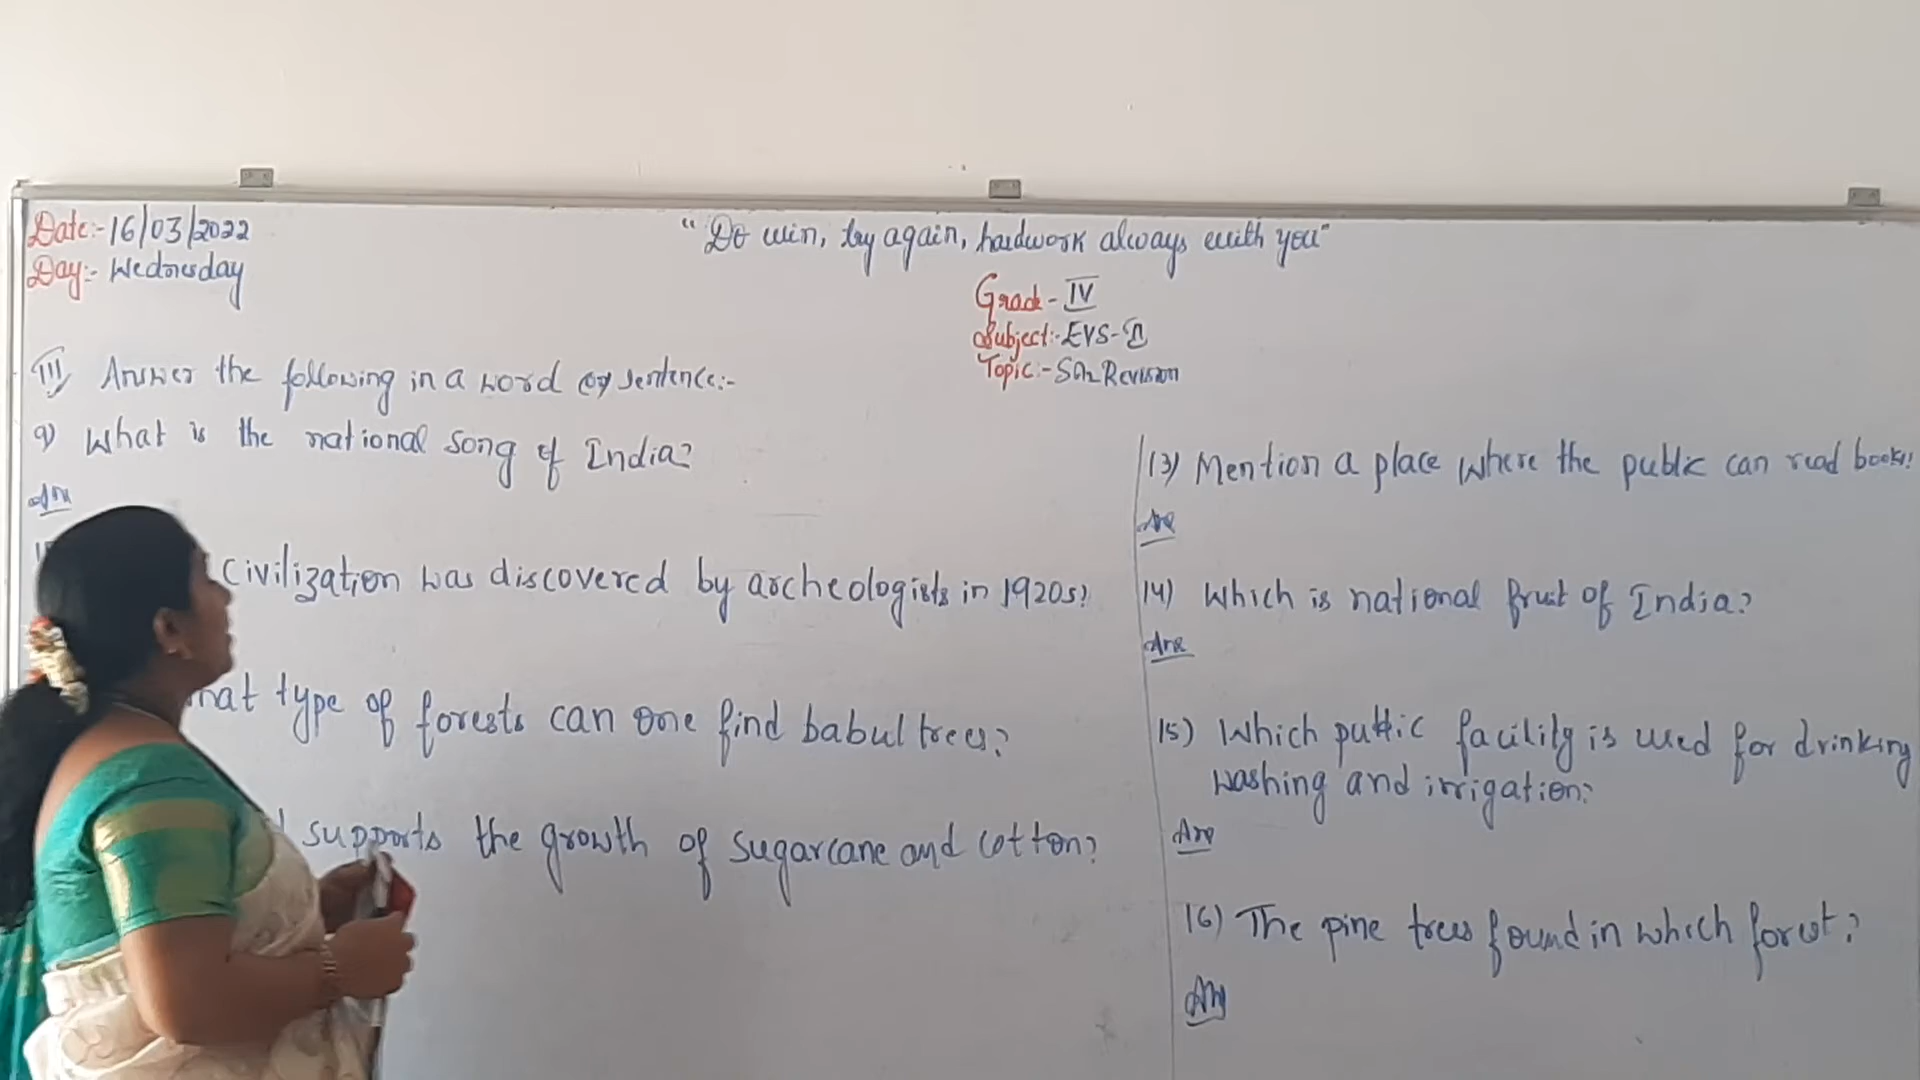 Date:- 16/03/2022
Day:- Wednesday
"Do win, try again, hardwork always with you"
Grade - IV
Subject:- EVS-II
Topic:- SA2 Revision
III) Answer the following in a word or sentence:-
9) What is the national song of India?
Ans
civilization was discovered by archeologists in 1920s?
type of forests can one find babul trees?
supports the growth of sugarcane and cotton?
13) Mention a place where the public can read books?
Ans
14) Which is national fruit of India?
Ans
15) Which public facility is used for drinking
washing and irrigation?
Ans
16) The pine trees found in which forest?
Ans